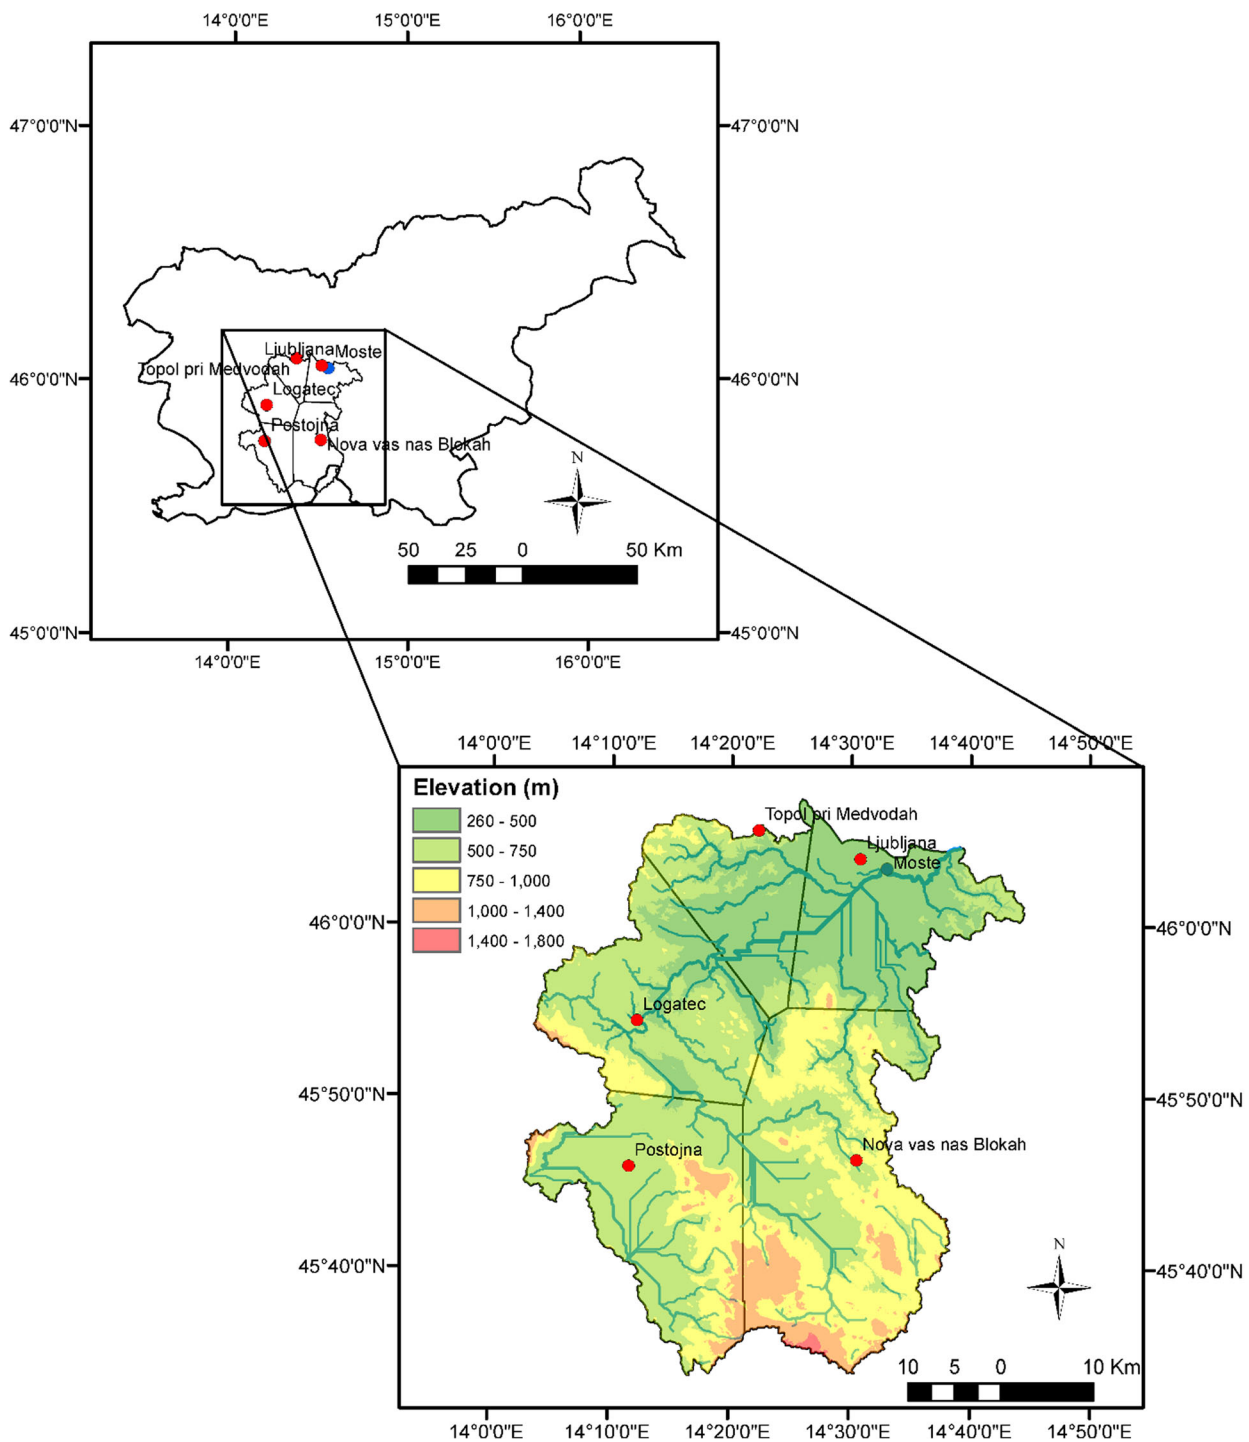 14°0'0"E 15°0'0"E 16°0'0"E
47°0'0"N 47°0'0"N
Ljubljana Moste
Topol pri Medvodah
46°0'0"N 46°0'0"N
Logatec
Postojna
Nova vas nas Blokah
N
50 25 0 50 Km
45°0'0"N 45°0'0"N
14°0'0"E 15°0'0"E 16°0'0"E
14°0'0"E 14°10'0"E 14°20'0"E 14°30'0"E 14°40'0"E 14°50'0"E
Elevation (m)
260 - 500
500 - 750
750 - 1,000
1,000 - 1,400
1,400 - 1,800
Topol pri Medvodah
Ljubljana
Moste
46°0'0"N 46°0'0"N
Logatec
45°50'0"N 45°50'0"N
Postojna
Nova vas nas Blokah
N
45°40'0"N 45°40'0"N
10 5 0 10 Km
14°0'0"E 14°10'0"E 14°20'0"E 14°30'0"E 14°40'0"E 14°50'0"E